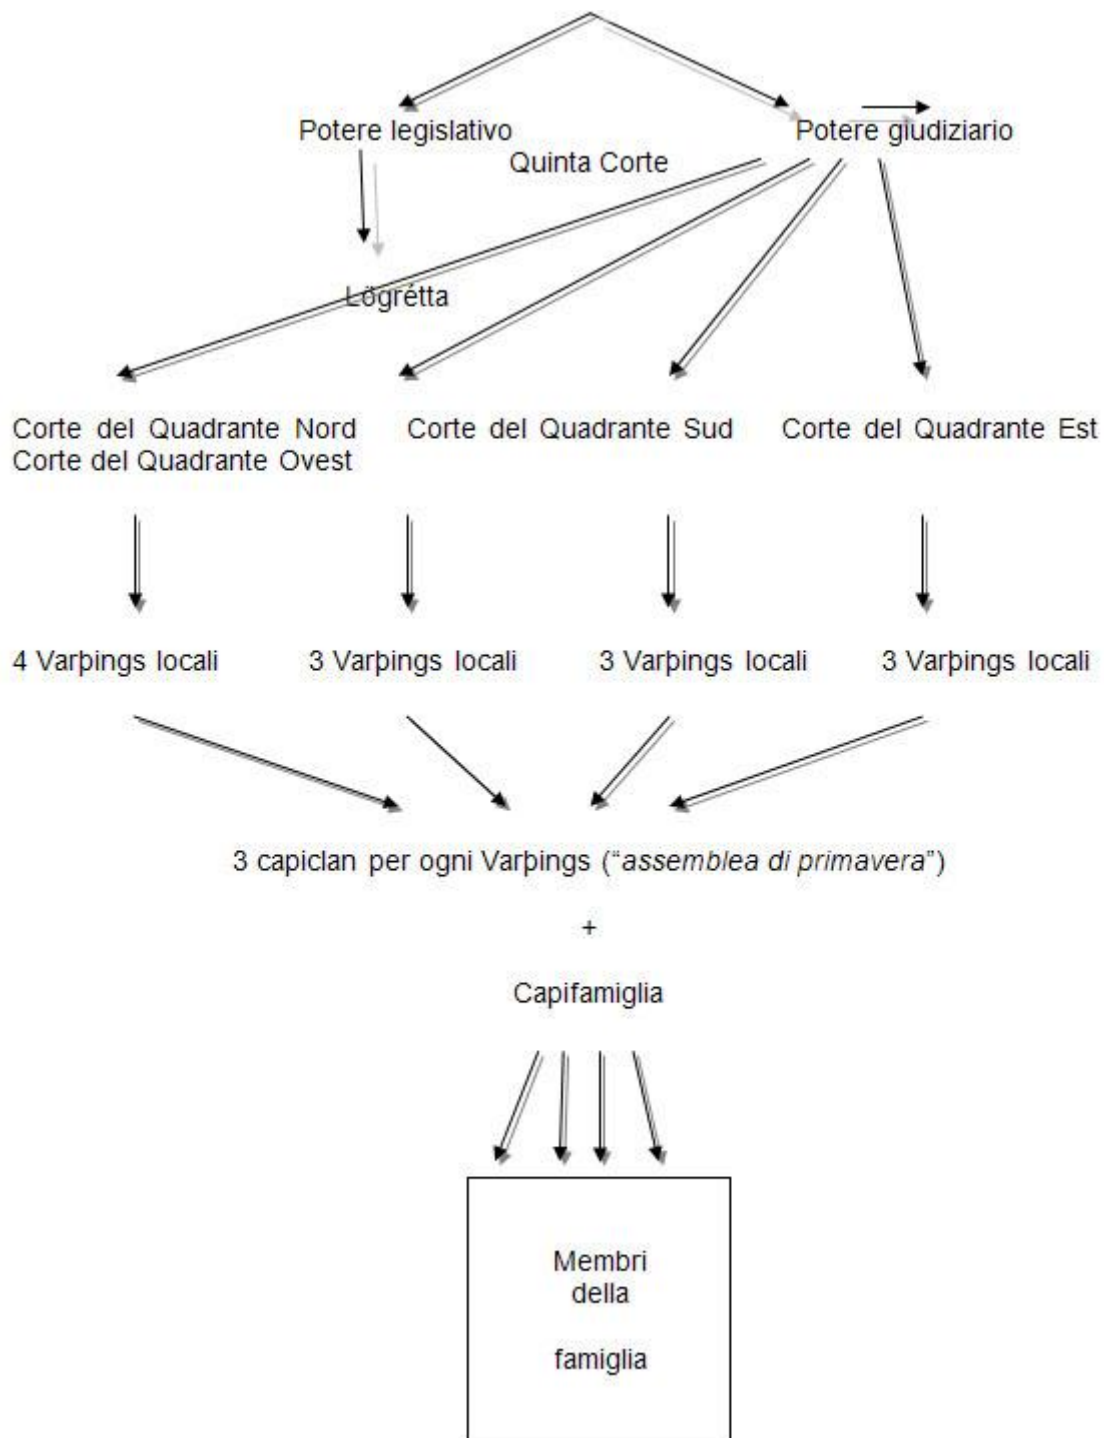 Potere legislativo
Potere giudiziario
Quinta Corte
Lögrétta
Corte del Quadrante Nord
Corte del Quadrante Sud
Corte del Quadrante Est
Corte del Quadrante Ovest
4 Varþings locali
3 Varþings locali
3 Varþings locali
3 Varþings locali
3 capiclan per ogni Varþings (“assemblea di primavera”)
+
Capifamiglia
Membri
della
famiglia